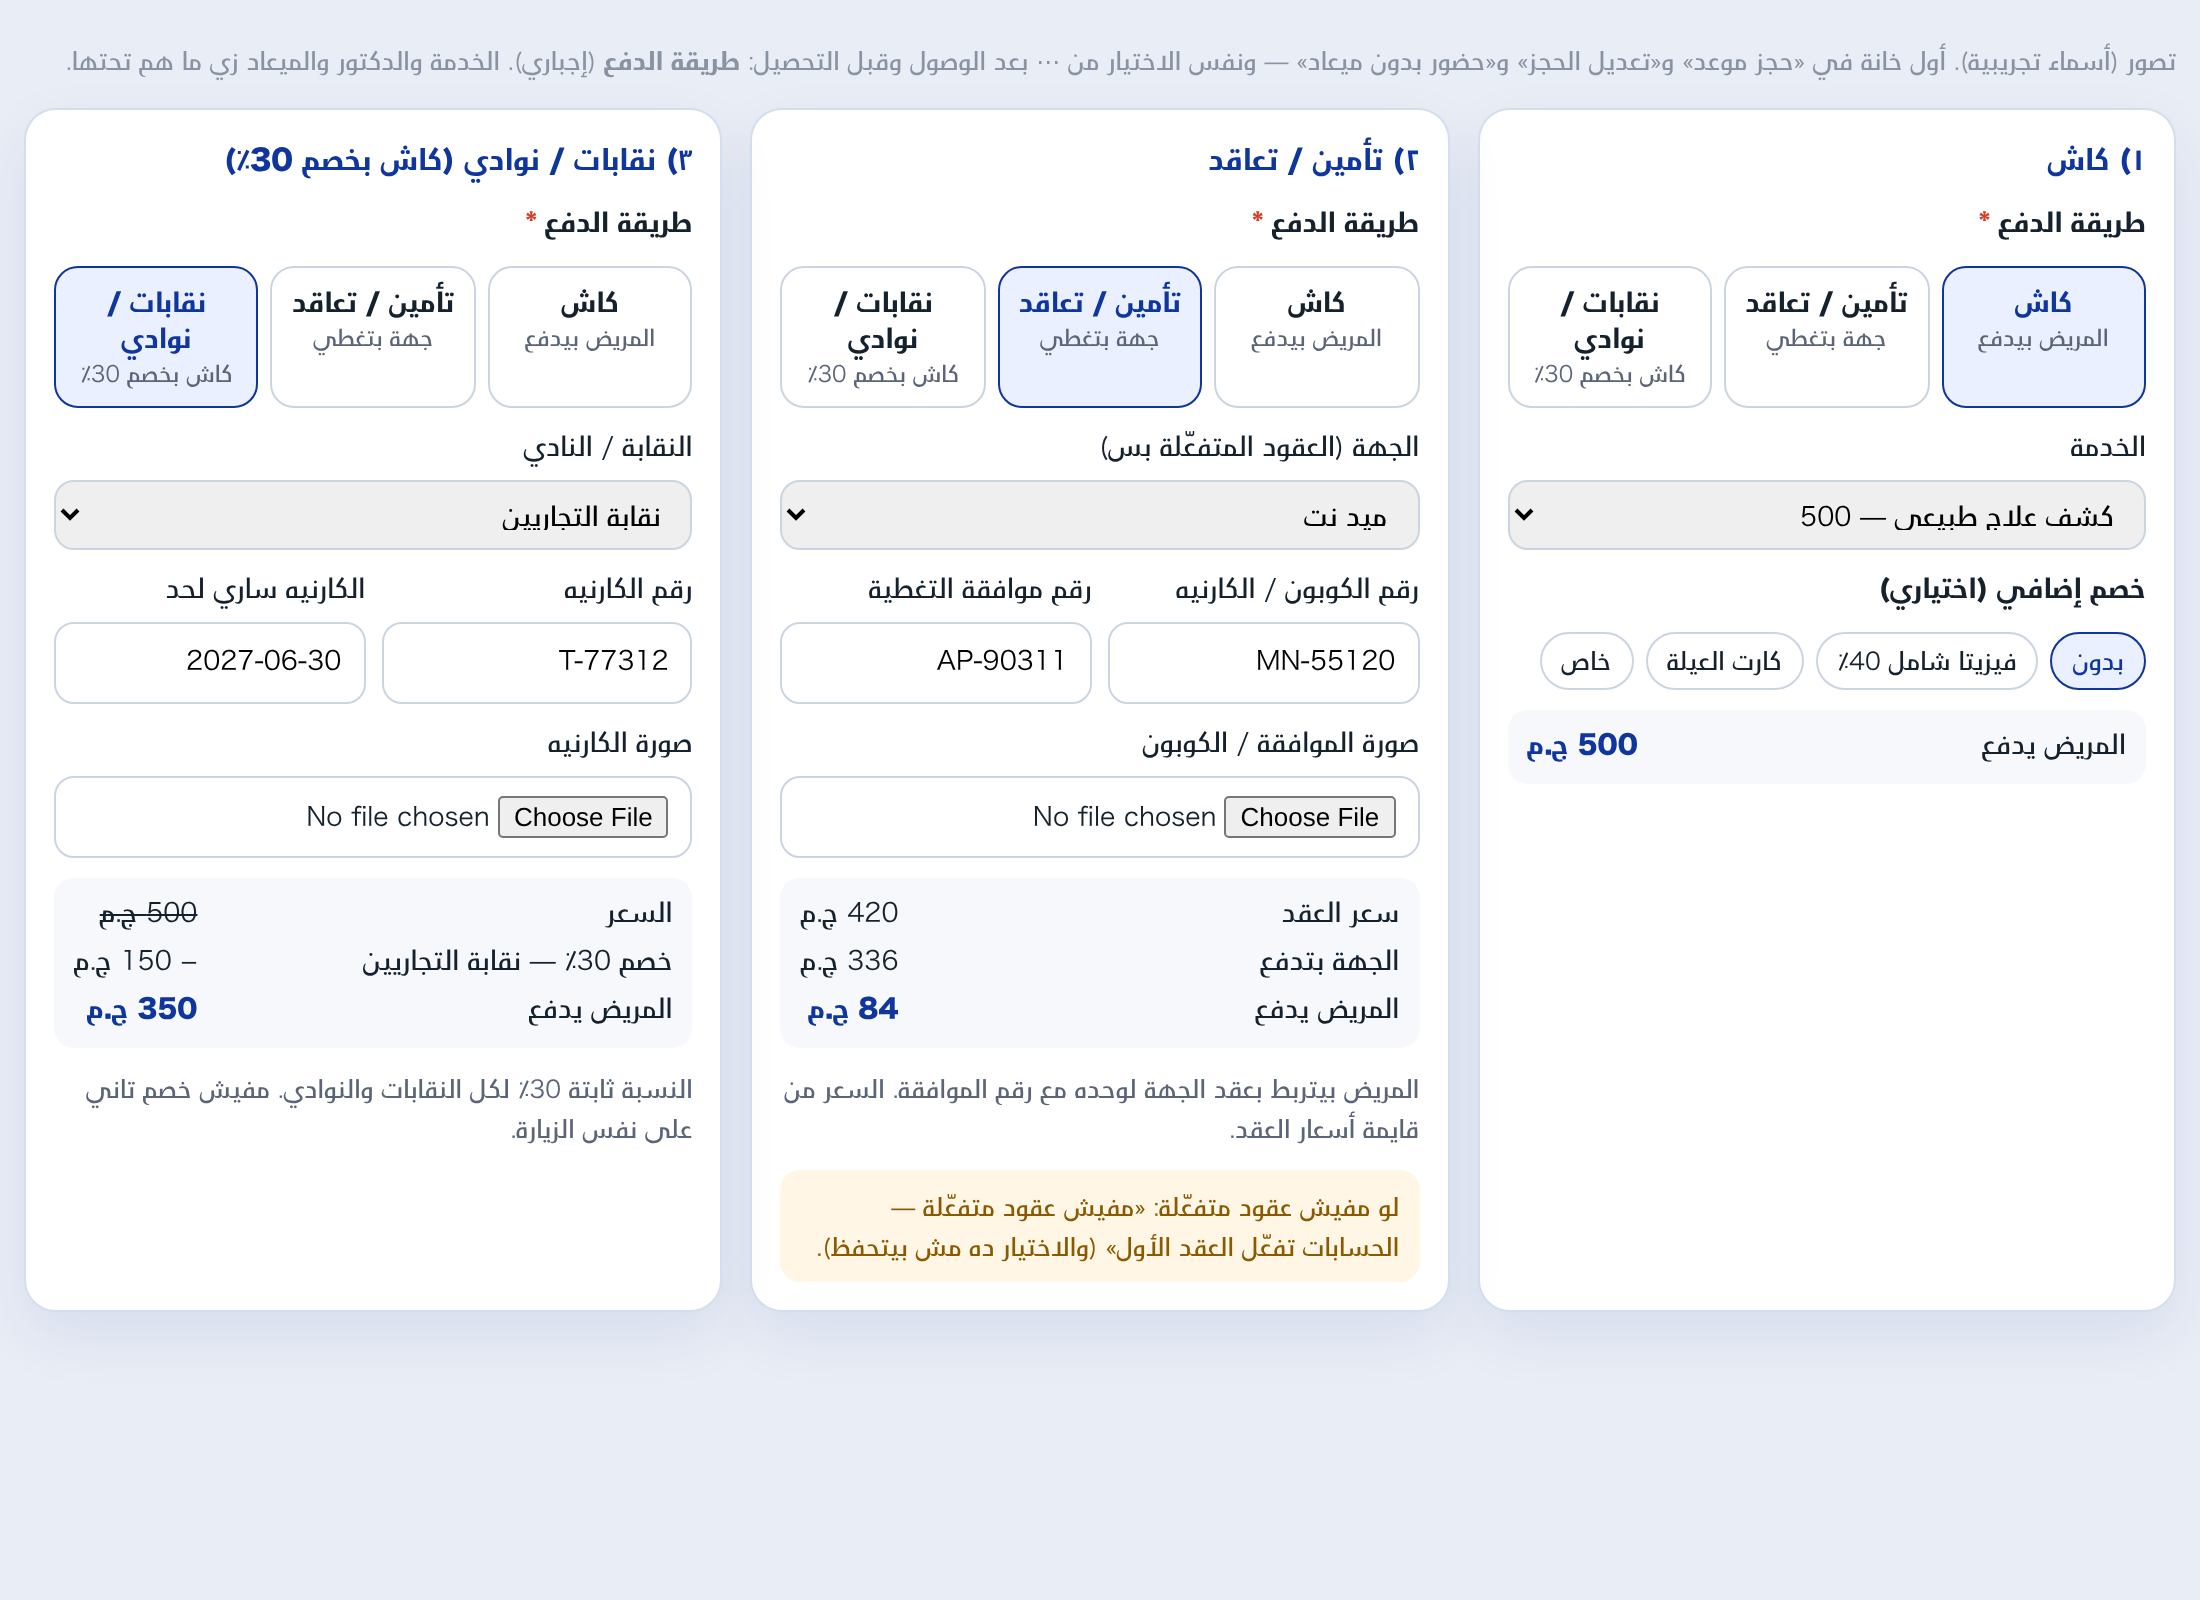 تصور (أسماء تجريبية). أول خانة في «حجز موعد» و«تعديل الحجز» و«حضور بدون ميعاد» — ونفس الاختيار من ⋯ بعد الوصول وقبل التحصيل: طريقة الدفع (إجباري). الخدمة والدكتور والميعاد زي ما هم تحتها.
١) كاش
طريقة الدفع *
كاش
المريض بيدفع
تأمين / تعاقد
جهة بتغطي
نقابات /
نوادي
كاش بخصم 30٪
الخدمة
كشف علاج طبيعي — 500
خصم إضافي (اختياري)
بدون
فيزيتا شامل 40٪
كارت العيلة
خاص
المريض يدفع 500 ج.م
٢) تأمين / تعاقد
طريقة الدفع *
كاش
المريض بيدفع
تأمين / تعاقد
جهة بتغطي
نقابات /
نوادي
كاش بخصم 30٪
الجهة (العقود المتفعّلة بس)
ميد نت
رقم الكوبون / الكارنيه
MN-55120
رقم موافقة التغطية
AP-90311
صورة الموافقة / الكوبون
Choose File No file chosen
سعر العقد 420 ج.م
الجهة بتدفع 336 ج.م
المريض يدفع 84 ج.م
المريض بيتربط بعقد الجهة لوحده مع رقم الموافقة. السعر من
قايمة أسعار العقد.
لو مفيش عقود متفعّلة: «مفيش عقود متفعّلة —
الحسابات تفعّل العقد الأول» (والاختيار ده مش بيتحفظ).
٣) نقابات / نوادي (كاش بخصم 30٪)
طريقة الدفع *
كاش
المريض بيدفع
تأمين / تعاقد
جهة بتغطي
نقابات /
نوادي
كاش بخصم 30٪
النقابة / النادي
نقابة التجاريين
رقم الكارنيه
T-77312
الكارنيه ساري لحد
2027-06-30
صورة الكارنيه
Choose File No file chosen
السعر 500 ج.م
خصم 30٪ — نقابة التجاريين – 150 ج.م
المريض يدفع 350 ج.م
النسبة ثابتة 30٪ لكل النقابات والنوادي. مفيش خصم تاني
على نفس الزيارة.